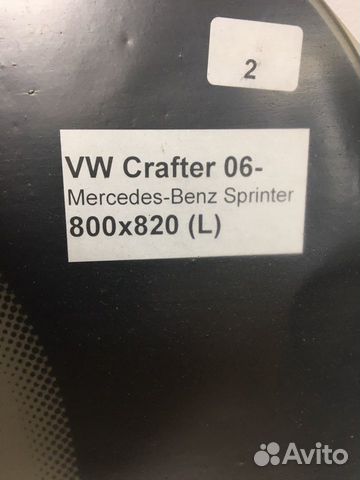 2
VW Crafter 06-
Mercedes-Benz Sprinter
800x820 (L)
Avito